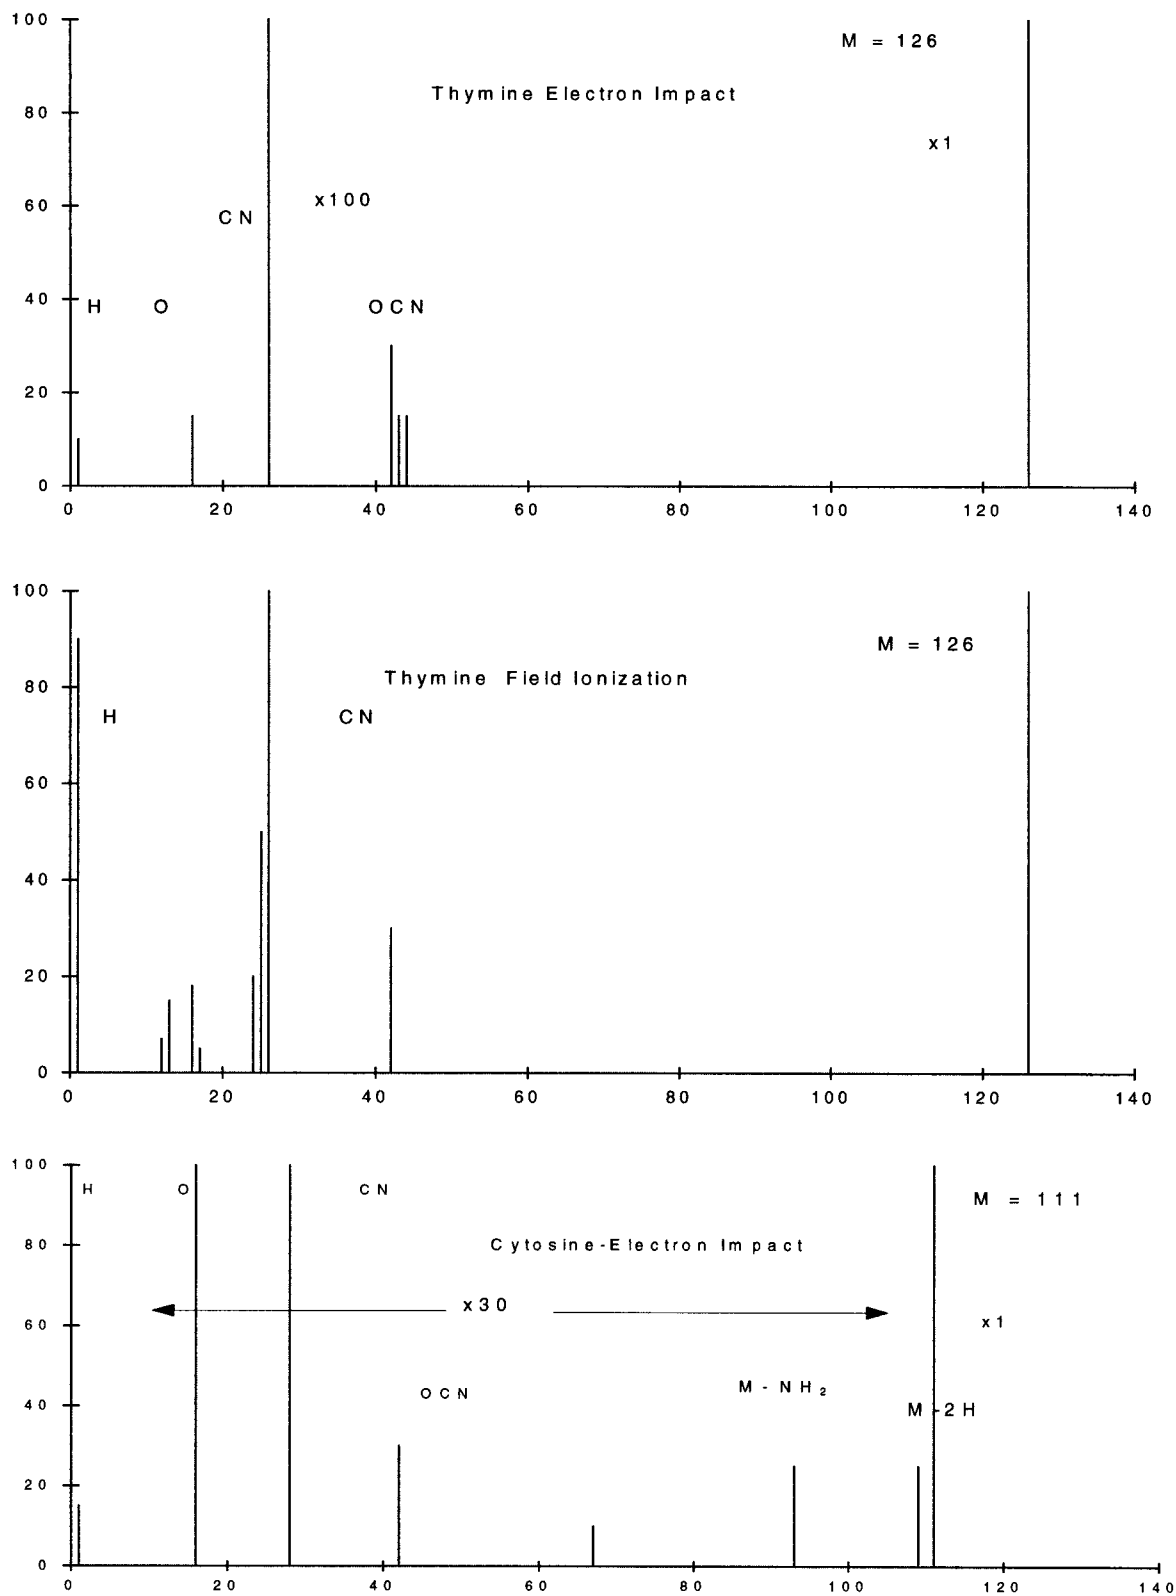 100
M = 126
Thymine Electron Impact
80
x1
60
x100
CN
40
H O OCN
20
0
0 20 40 60 80 100 120 140
100
M = 126
80
Thymine Field Ionization
H CN
60
40
20
0
0 20 40 60 80 100 120 140
100
H O CN
M = 111
80
Cytosine-Electron Impact
x30
60
x1
OCN
M - NH₂
40
M-2H
20
0
0 20 40 60 80 100 120 140